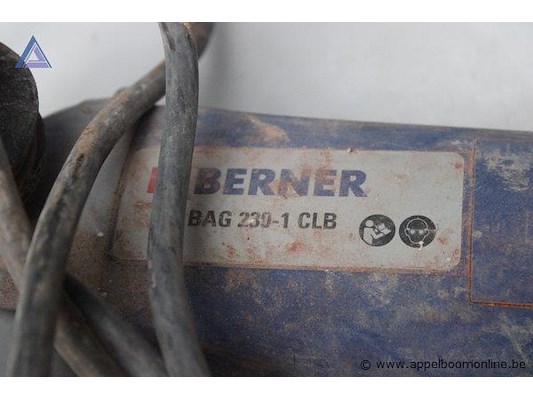 BERNER
BAG 230-1 CLB
© - www.appelboomonline.be